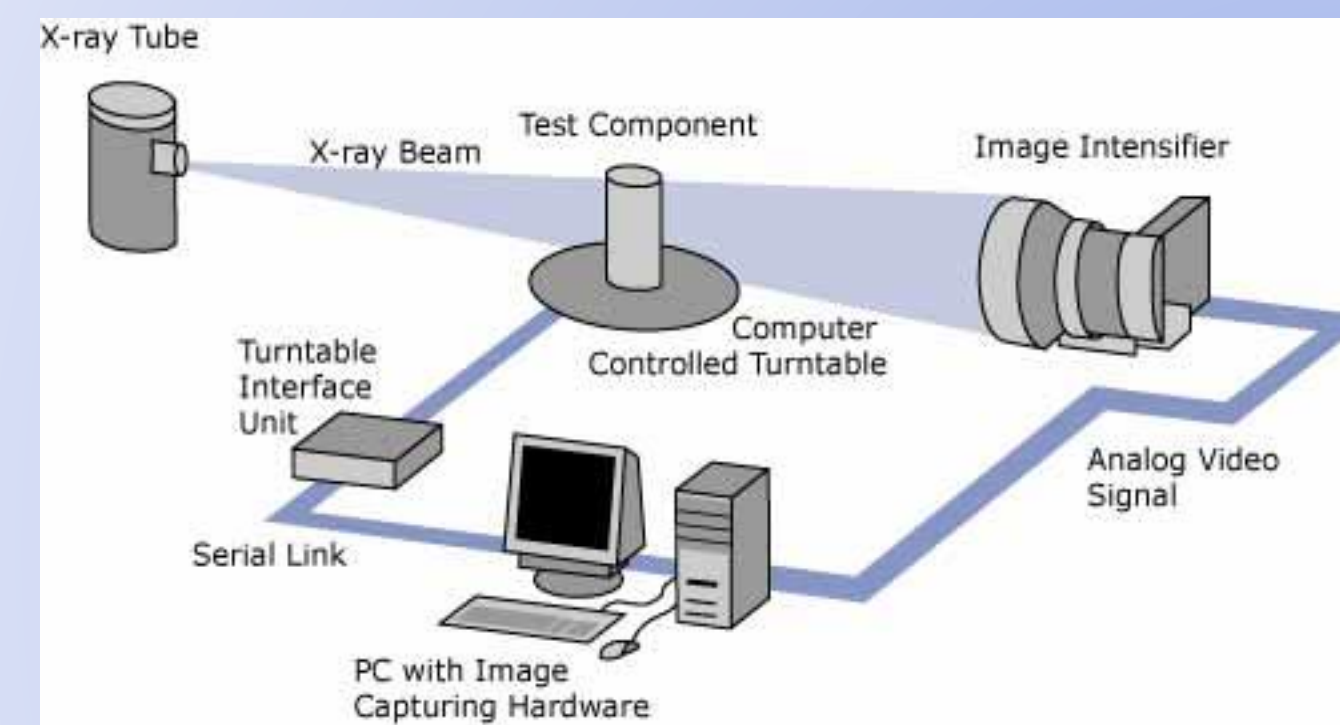 X-ray Tube
Test Component
X-ray Beam
Image Intensifier
Computer
Controlled Turntable
Turntable
Interface
Unit
Analog Video
Signal
Serial Link
PC with Image
Capturing Hardware